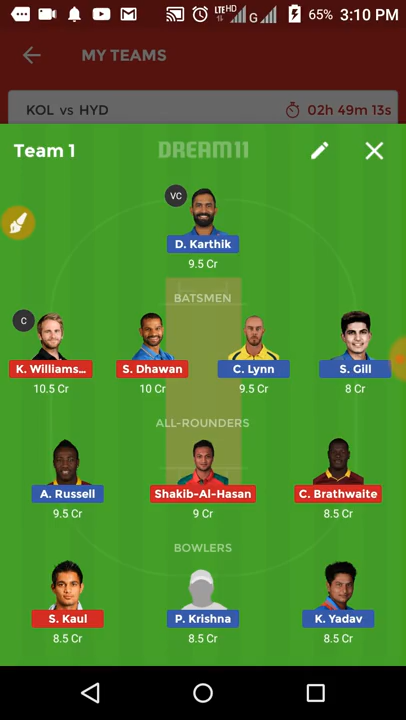 LTE HD G 65% 3:10 PM
MY TEAMS
KOL vs HYD 02h 49m 13s
Team 1 DREAM11
VC
D. Karthik
9.5 Cr
BATSMEN
C
K. Williams... S. Dhawan C. Lynn S. Gill
10.5 Cr 10 Cr 9.5 Cr 8 Cr
ALL-ROUNDERS
A. Russell Shakib-Al-Hasan C. Brathwaite
9.5 Cr 9 Cr 8.5 Cr
BOWLERS
S. Kaul P. Krishna K. Yadav
8.5 Cr 8.5 Cr 8.5 Cr